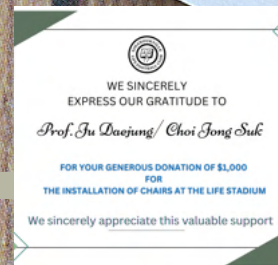 WE SINCERELY
EXPRESS OUR GRATITUDE TO
Prof. Ju Daejung/ Choi Jong Suk
FOR YOUR GENEROUS DONATION OF $1,000
FOR
THE INSTALLATION OF CHAIRS AT THE LIFE STADIUM
We sincerely appreciate this valuable support